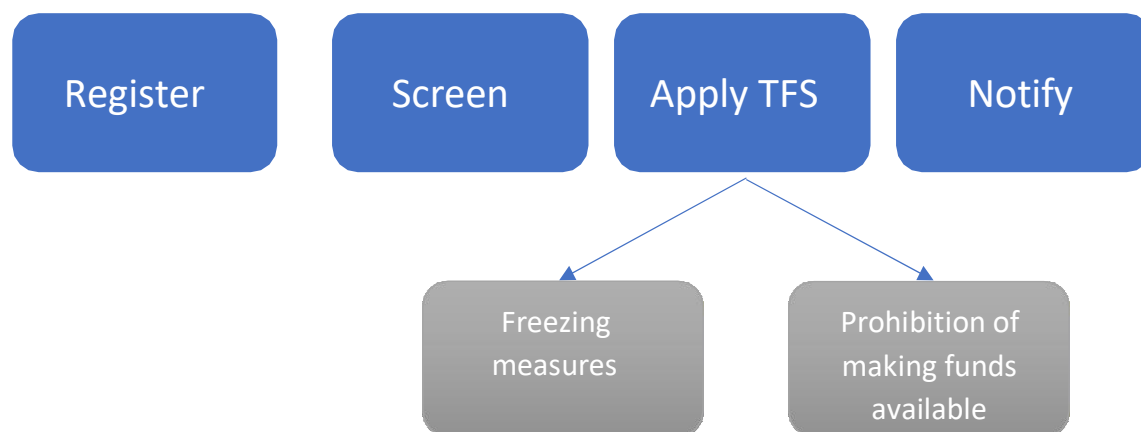 Register
Screen
Apply TFS
Notify
Freezing
measures
Prohibition of
making funds
available